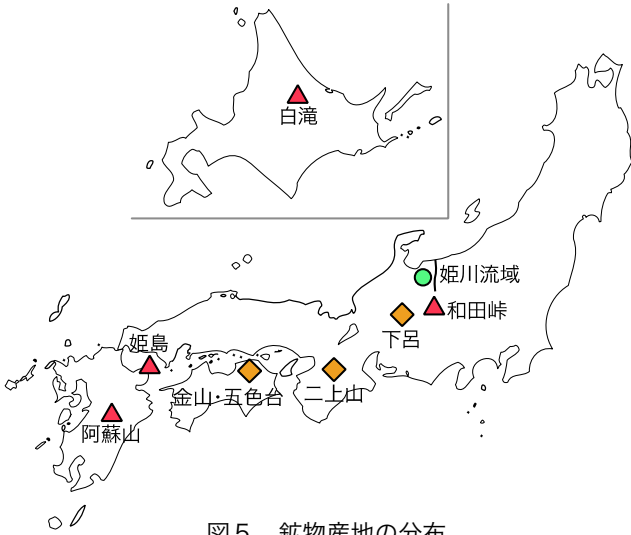 白滝
姫川流域
和田峠
下呂
姫島
金山・五色台
二上山
阿蘇山
図5 鉱物産地の分布